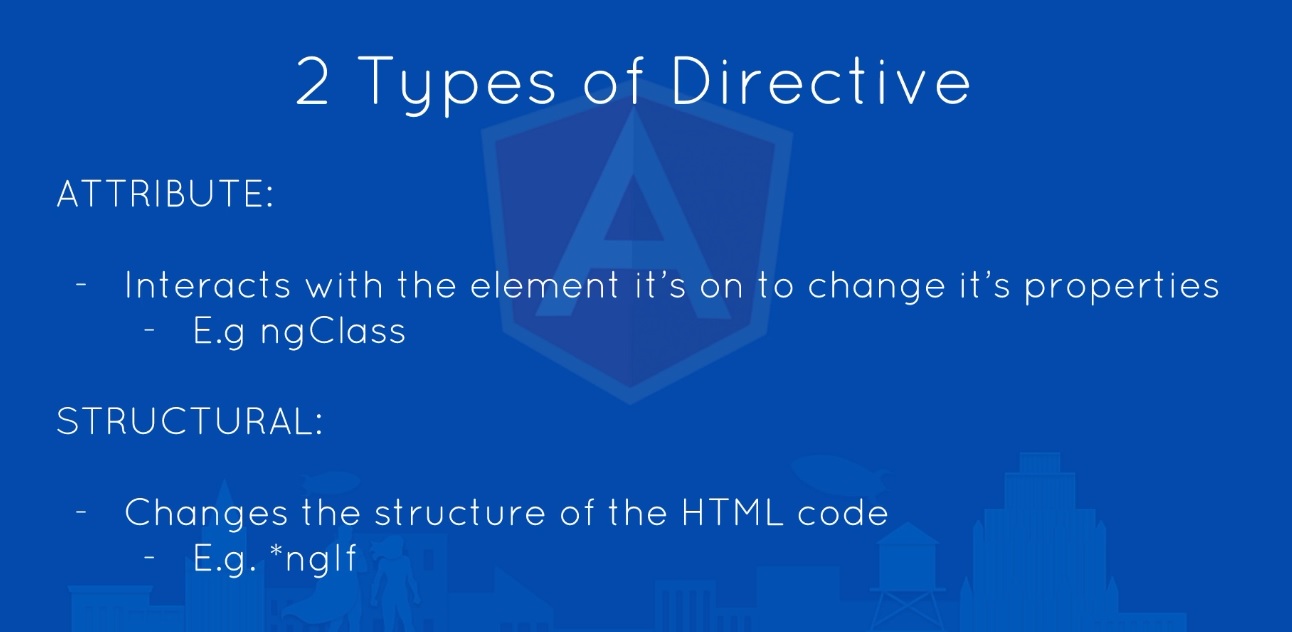 2 Types of Directive
ATTRIBUTE:
- Interacts with the element it's on to change it's properties
- E.g ngClass
STRUCTURAL:
- Changes the structure of the HTML code
- E.g. *ngIf